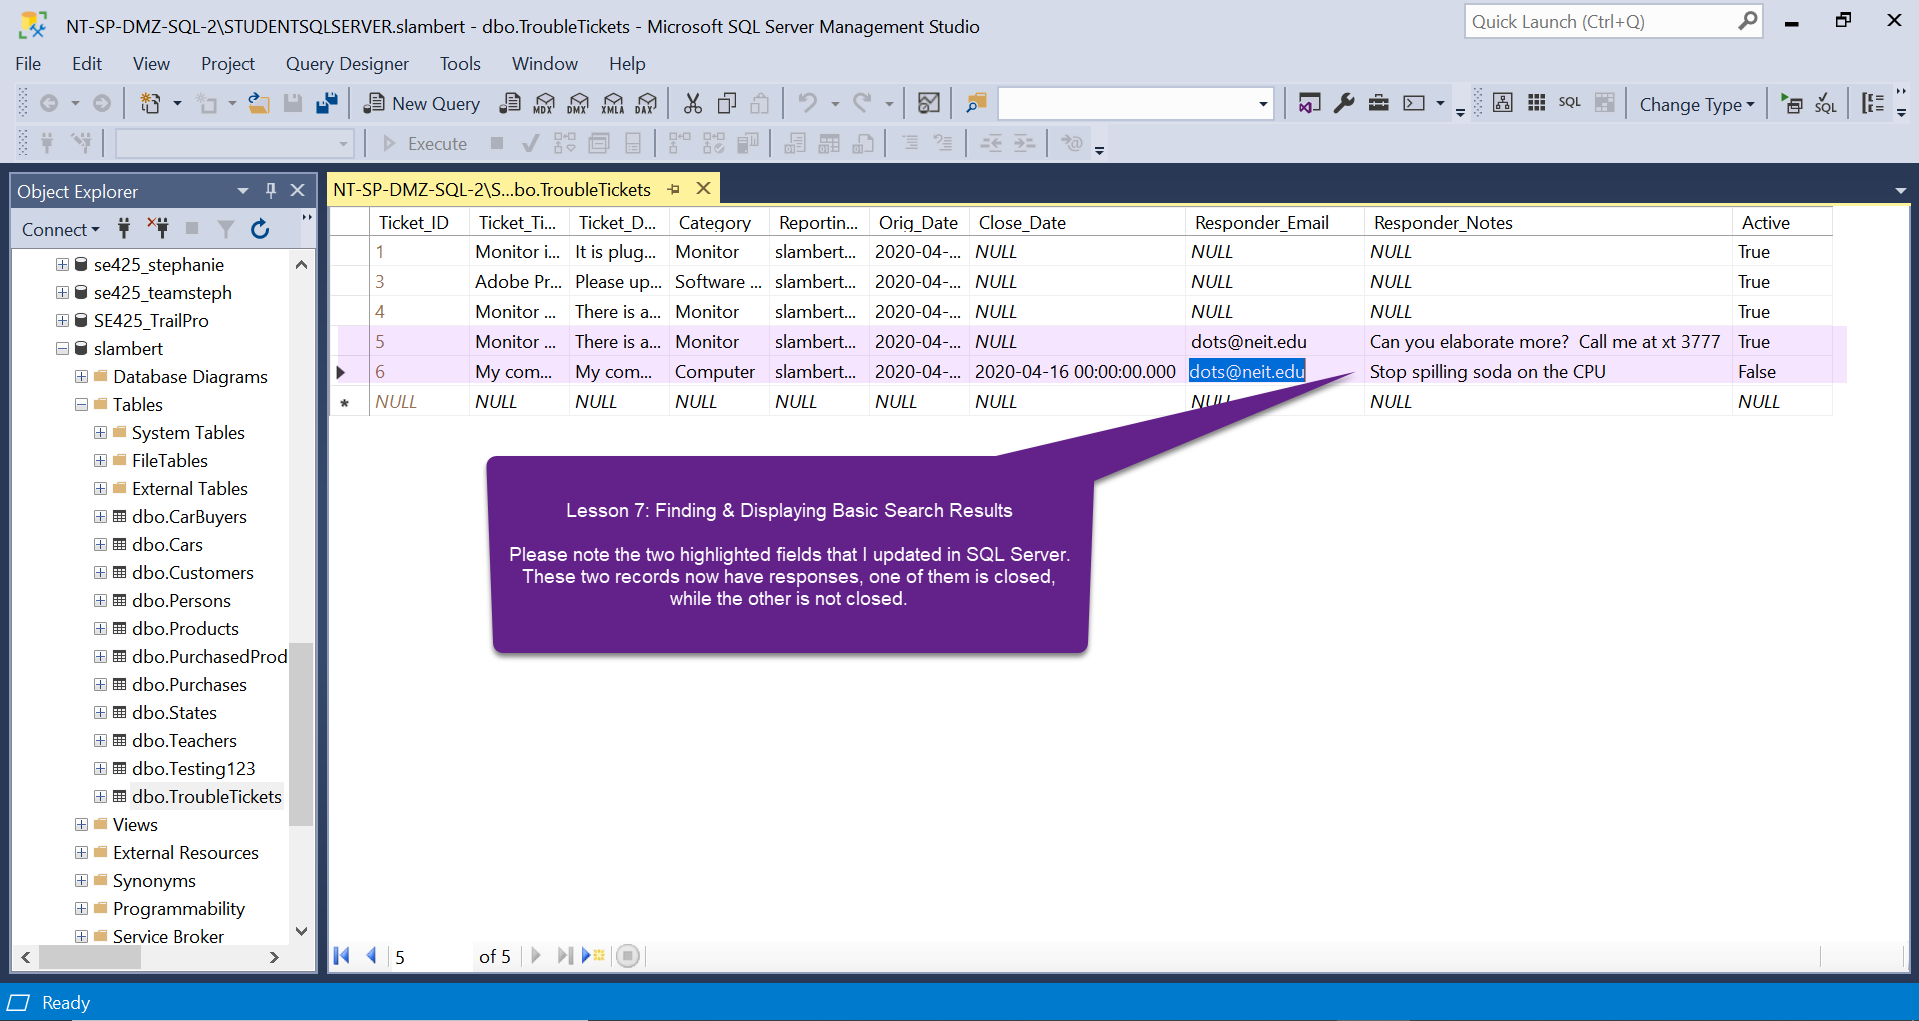 NT-SP-DMZ-SQL-2\STUDENTSQLSERVER.slambert - dbo.TroubleTickets - Microsoft SQL Server Management Studio
Quick Launch (Ctrl+Q)
File Edit View Project Query Designer Tools Window Help
New Query MDX DMX XMLA DAX SQL Change Type SQL
Execute
Object Explorer
NT-SP-DMZ-SQL-2\S...bo.TroubleTickets
Connect
Ticket_ID Ticket_Ti... Ticket_D... Category Reportin... Orig_Date Close_Date Responder_Email Responder_Notes Active
1 Monitor i... It is plug... Monitor slambert... 2020-04-... NULL NULL NULL True
3 Adobe Pr... Please up... Software ... slambert... 2020-04-... NULL NULL NULL True
4 Monitor ... There is a... Monitor slambert... 2020-04-... NULL NULL NULL True
5 Monitor ... There is a... Monitor slambert... 2020-04-... NULL dots@neit.edu Can you elaborate more?  Call me at xt 3777 True
6 My com... My com... Computer slambert... 2020-04-... 2020-04-16 00:00:00.000 dots@neit.edu Stop spilling soda on the CPU False
NULL NULL NULL NULL NULL NULL NULL NULL NULL NULL
se425_stephanie
se425_teamsteph
SE425_TrailPro
slambert
Database Diagrams
Tables
System Tables
FileTables
External Tables
dbo.CarBuyers
dbo.Cars
dbo.Customers
dbo.Persons
dbo.Products
dbo.PurchasedProd
dbo.Purchases
dbo.States
dbo.Teachers
dbo.Testing123
dbo.TroubleTickets
Views
External Resources
Synonyms
Programmability
Service Broker
Lesson 7: Finding & Displaying Basic Search Results
Please note the two highlighted fields that I updated in SQL Server.
These two records now have responses, one of them is closed,
while the other is not closed.
5 of 5
Ready